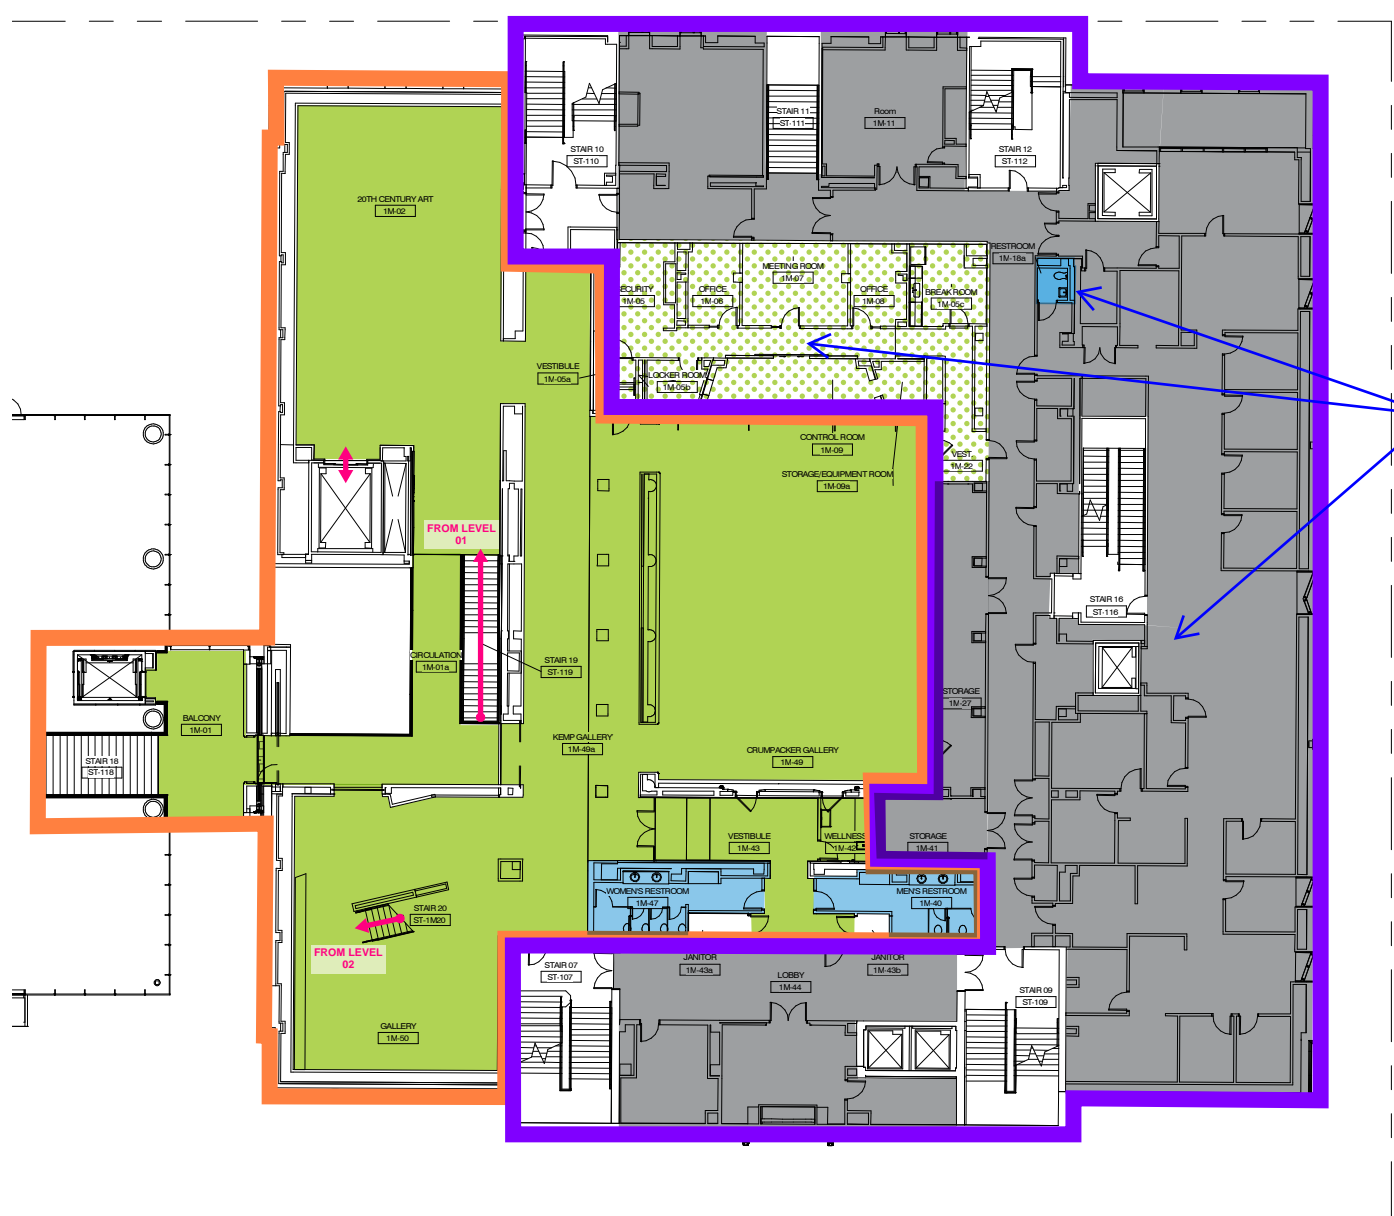 STAIR 11
ST-111
Room
1M-11
STAIR 10
ST-110
STAIR 12
ST-112
20TH CENTURY ART
1M-02
RESTROOM
1M-18a
MEETING ROOM
1M-07
OFFICE
1M-06
OFFICE
1M-08
BREAK ROOM
1M-05c
1M-05
VESTIBULE
1M-05a
LOCKER ROOM
1M-05b
CONTROL ROOM
1M-09
VEST.
1M-22
STORAGE/EQUIPMENT ROOM
1M-09a
FROM LEVEL
01
STAIR 16
ST-116
CIRCULATION
1M-01a
STAIR 19
ST-119
STORAGE
1M-27
BALCONY
1M-01
KEMP GALLERY
1M-49a
CRUMPACKER GALLERY
1M-49
STAIR 18
ST-118
VESTIBULE
1M-43
WELLNESS
1M-42
STORAGE
1M-41
WOMEN'S RESTROOM
1M-47
MEN'S RESTROOM
1M-40
STAIR 20
ST-1M20
FROM LEVEL
02
JANITOR
1M-43a
JANITOR
1M-43b
STAIR 07
ST-107
LOBBY
1M-44
STAIR 09
ST-109
GALLERY
1M-50